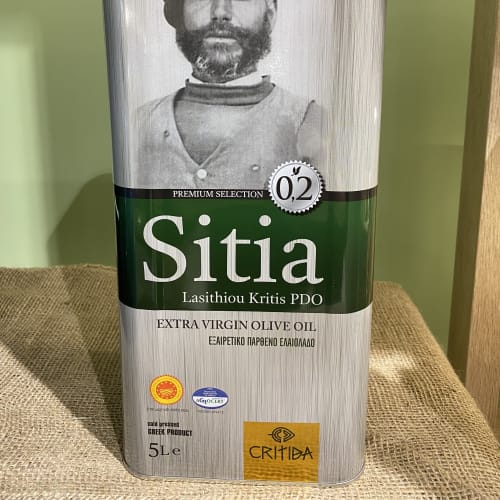 PREMIUM SELECTION
0,2
Sitia
Lasithiou Kritis PDO
EXTRA VIRGIN OLIVE OIL
ΕΞΑΙΡΕΤΙΚΟ ΠΑΡΘΕΝΟ ΕΛΑΙΟΛΑΔΟ
cold pressed
GREEK PRODUCT
5L e
CRITIDA